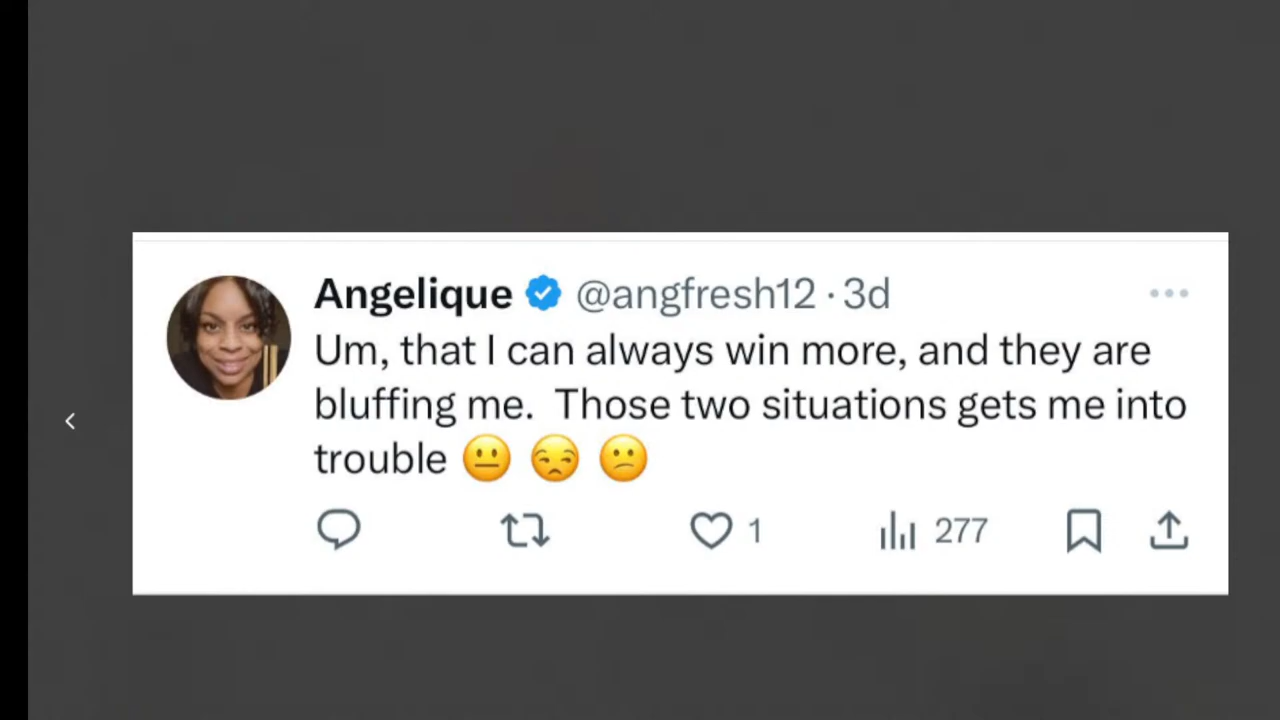 Angelique @angfresh12 · 3d
Um, that I can always win more, and they are
bluffing me.  Those two situations gets me into
trouble 😐 😒 😕
1 277